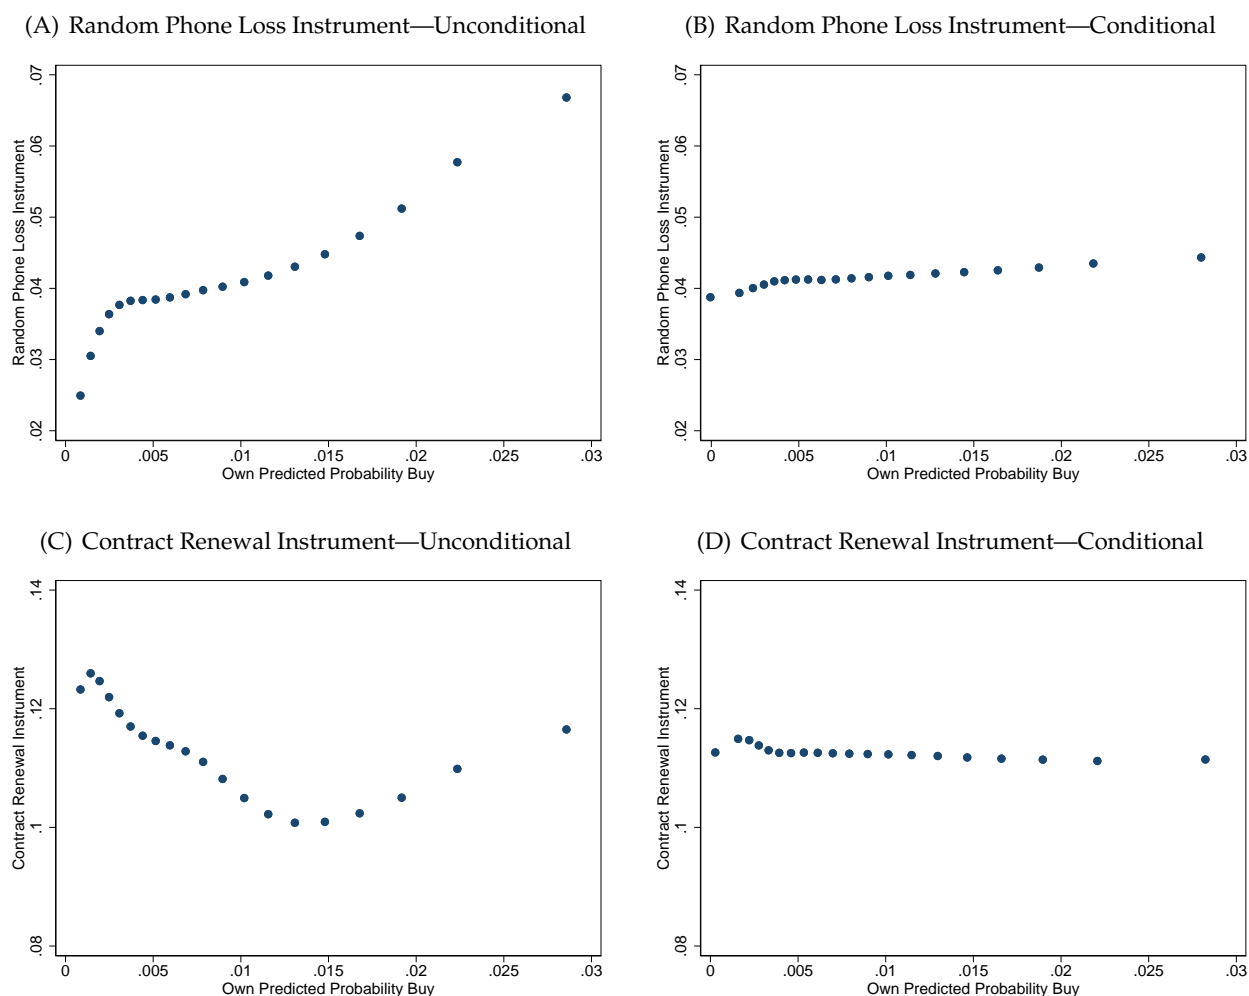 (A) Random Phone Loss Instrument—Unconditional
.07
.06
.05
.04
.03
.02
Random Phone Loss Instrument
0 .005 .01 .015 .02 .025 .03
Own Predicted Probability Buy
(B) Random Phone Loss Instrument—Conditional
.07
.06
.05
.04
.03
.02
Random Phone Loss Instrument
0 .005 .01 .015 .02 .025 .03
Own Predicted Probability Buy
(C) Contract Renewal Instrument—Unconditional
.14
.12
.1
.08
Contract Renewal Instrument
0 .005 .01 .015 .02 .025 .03
Own Predicted Probability Buy
(D) Contract Renewal Instrument—Conditional
.14
.12
.1
.08
Contract Renewal Instrument
0 .005 .01 .015 .02 .025 .03
Own Predicted Probability Buy